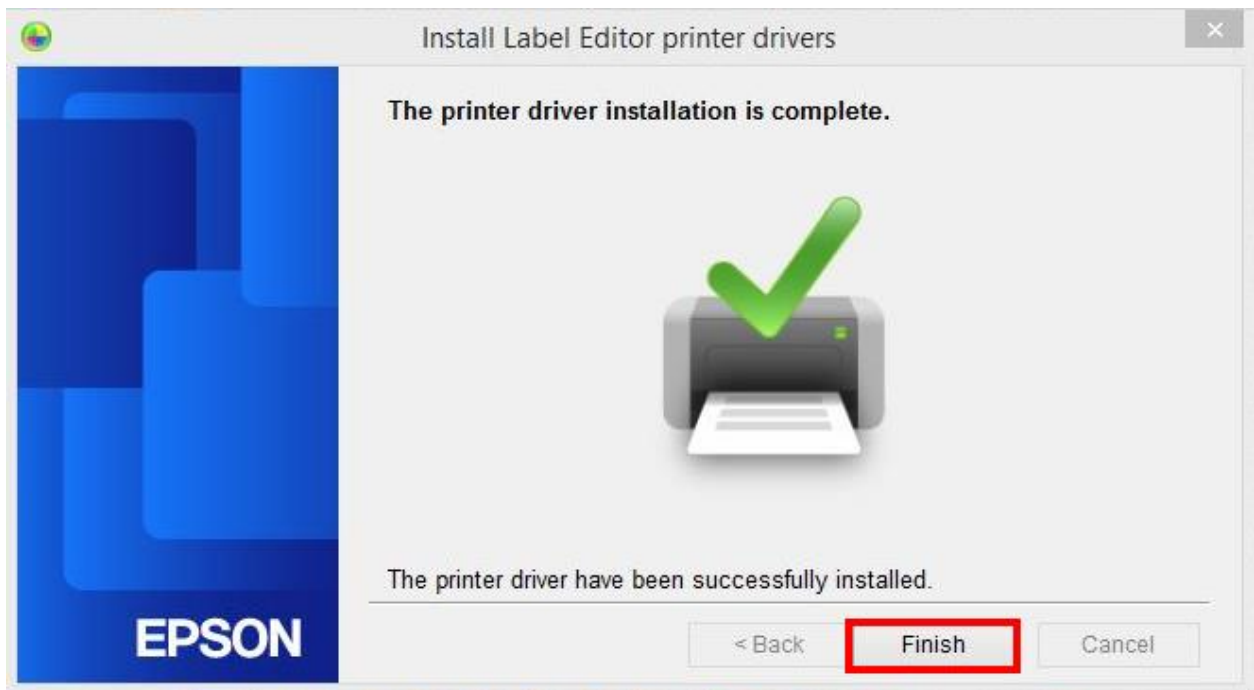 Install Label Editor printer drivers
The printer driver installation is complete.
The printer driver have been successfully installed.
EPSON
< Back Finish Cancel